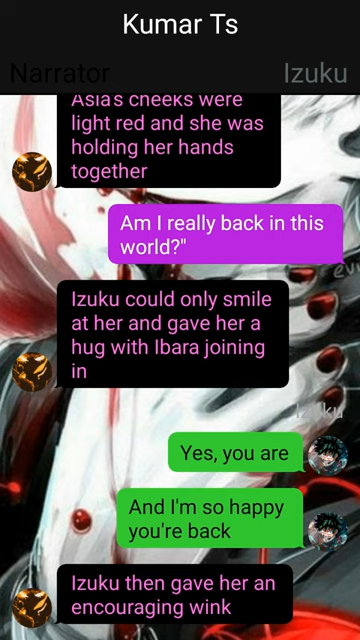 Kumar Ts
Narrator
Izuku
Asia's cheeks were
light red and she was
holding her hands
together
Am I really back in this
world?"
Izuku could only smile
at her and gave her a
hug with Ibara joining
in
Izuku
Yes, you are
And I'm so happy
you're back
Izuku then gave her an
encouraging wink